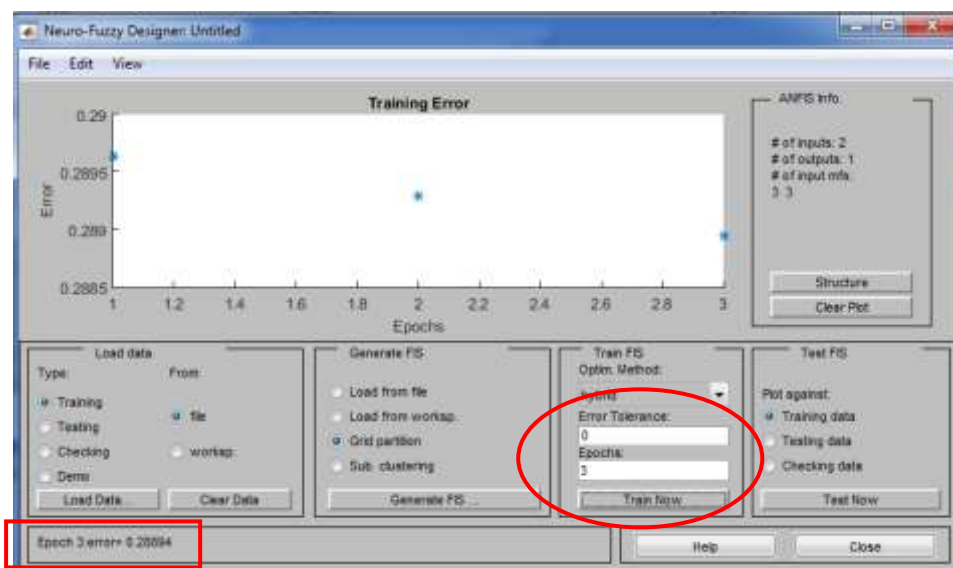 Neuro-Fuzzy Designer: Untitled
File Edit View
Training Error
0.29
0.2895
0.289
0.2885
Error
1 1.2 1.4 1.6 1.8 2 2.2 2.4 2.6 2.8 3
Epochs
ANFIS Info.
# of inputs: 2
# of outputs: 1
# of input mfs:
3 3
Structure
Clear Plot
Load data
Type: From:
Training
Testing
Checking
Demo
file
worksp.
Load Data... Clear Data
Generate FIS
Load from file
Load from worksp.
Grid partition
Sub. clustering
Generate FIS ...
Train FIS
Optim. Method:
hybrid
Error Tolerance:
0
Epochs:
3
Train Now
Test FIS
Plot against:
Training data
Testing data
Checking data
Test Now
Epoch 3:error= 0.28894
Help Close